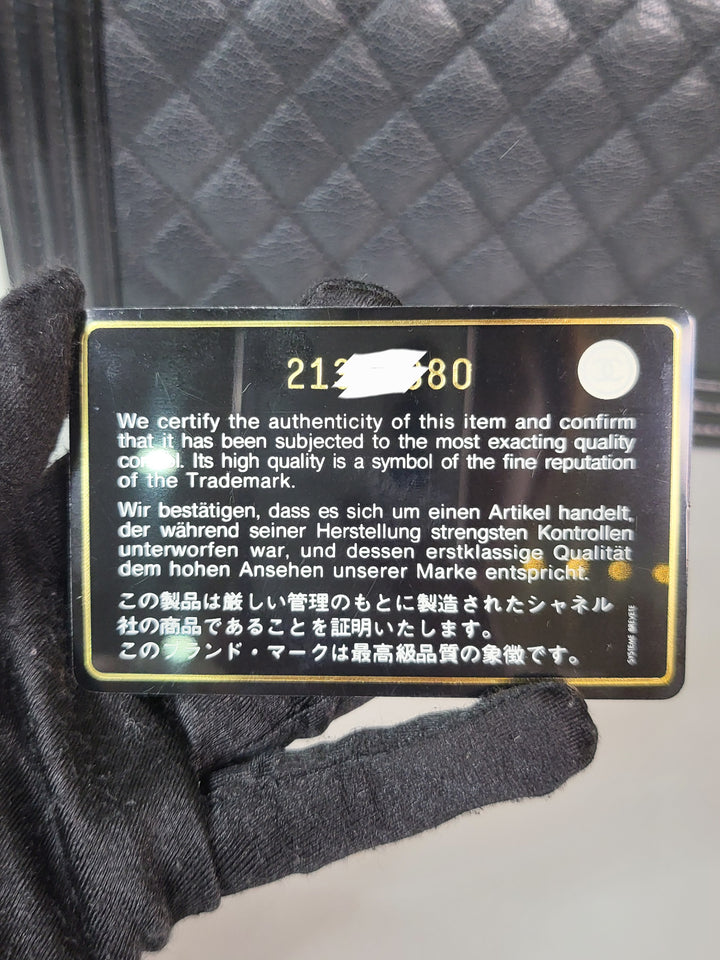 We certify the authenticity of this item and confirm
that it has been subjected to the most exacting quality
Its high quality is a symbol of the fine reputation
of the Trademark.
Wir bestätigen, dass es sich um einen Artikel handelt,
der während seiner Herstellung strengsten Kontrollen
unterworfen war, und dessen erstklassige Qualität
dem hohen Ansehen unserer Marke entspricht.
この製品は厳しい管理のもとに製造されたシャネル
社の商品であることを証明いたします。
このブランド・マークは最高級品質の象徴です。
SYSTEME BREVETE